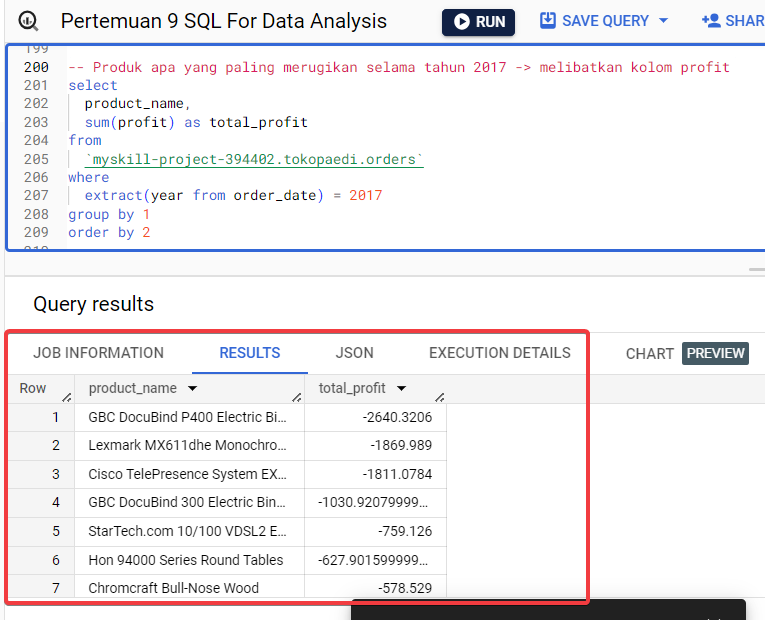 Pertemuan 9 SQL For Data Analysis RUN SAVE QUERY SHAR
199
200 -- Produk apa yang paling merugikan selama tahun 2017 -> melibatkan kolom profit
201 select
202 product_name,
203 sum(profit) as total_profit
204 from
205 `myskill-project-394402.tokopaedi.orders`
206 where
207 extract(year from order_date) = 2017
208 group by 1
209 order by 2
210
Query results
JOB INFORMATION RESULTS JSON EXECUTION DETAILS CHART PREVIEW
Row product_name total_profit
1 GBC DocuBind P400 Electric Bi... -2640.3206
2 Lexmark MX611dhe Monochro... -1869.989
3 Cisco TelePresence System EX... -1811.0784
4 GBC DocuBind 300 Electric Bin... -1030.92079999...
5 StarTech.com 10/100 VDSL2 E... -759.126
6 Hon 94000 Series Round Tables -627.901599999...
7 Chromcraft Bull-Nose Wood -578.529